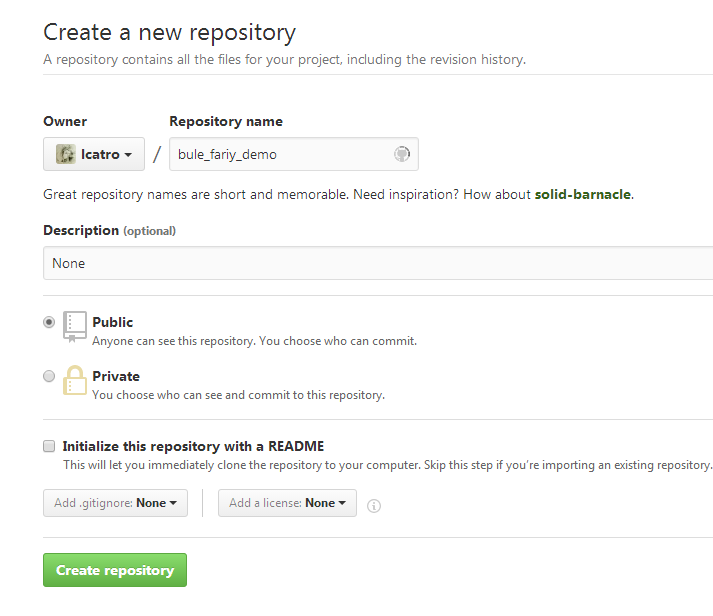 Create a new repository
A repository contains all the files for your project, including the revision history.
Owner Repository name
lcatro / bule_fariy_demo
Great repository names are short and memorable. Need inspiration? How about solid-barnacle.
Description (optional)
None
Public
Anyone can see this repository. You choose who can commit.
Private
You choose who can see and commit to this repository.
Initialize this repository with a README
This will let you immediately clone the repository to your computer. Skip this step if you're importing an existing repository.
Add .gitignore: None Add a license: None
Create repository